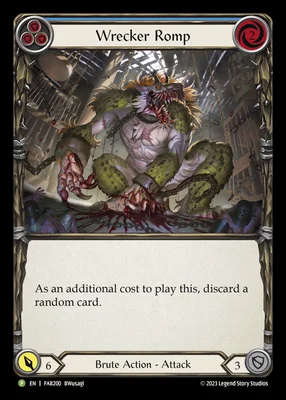 Wrecker Romp
As an additional cost to play this, discard a
random card.
6
Brute Action - Attack
3
P EN | FAB200 BWusagi
© 2023 Legend Story Studios